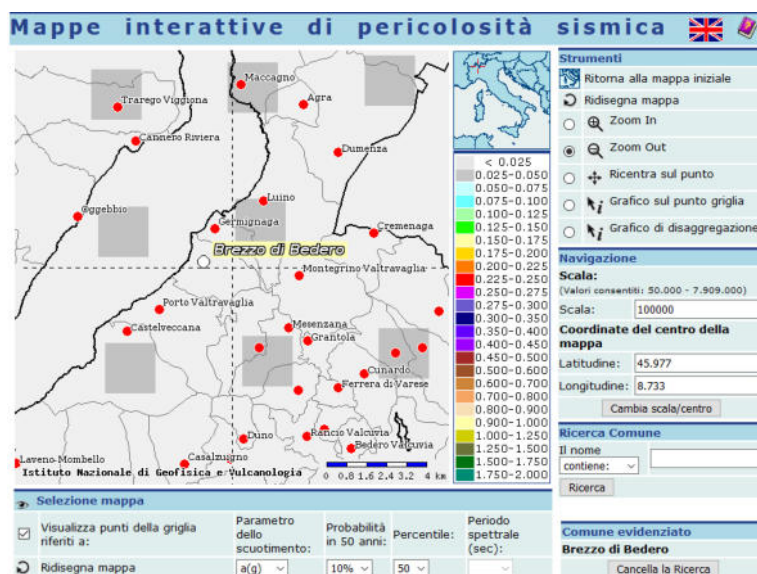 Mappe interattive di pericolosità sismica
Maccagno
Trarego Viggiona
Agra
Cannero Riviera
Dumenza
Luino
Oggebbio
Germignaga
Cremenaga
Brezzo di Bedero
Montegrino Valtravaglia
Porto Valtravaglia
Castelveccana
Mesenzana
Grantola
Cunardo
Ferrera di Varese
Duno
Rancio Valcuvia
Bedero Valcuvia
Laveno-Mombello
Casalzuigno
Istituto Nazionale di Geofisica e Vulcanologia
0 0.8 1.6 2.4 3.2 4 km
< 0.025
0.025-0.050
0.050-0.075
0.075-0.100
0.100-0.125
0.125-0.150
0.150-0.175
0.175-0.200
0.200-0.225
0.225-0.250
0.250-0.275
0.275-0.300
0.300-0.350
0.350-0.400
0.400-0.450
0.450-0.500
0.500-0.600
0.600-0.700
0.700-0.800
0.800-0.900
0.900-1.000
1.000-1.250
1.250-1.500
1.500-1.750
1.750-2.000
Strumenti
Ritorna alla mappa iniziale
Ridisegna mappa
Zoom In
Zoom Out
Ricentra sul punto
Grafico sul punto griglia
Grafico di disaggregazione
Navigazione
Scala:
(Valori consentiti: 50.000 - 7.909.000)
Scala: 100000
Coordinate del centro della
mappa
Latitudine: 45.977
Longitudine: 8.733
Cambia scala/centro
Ricerca Comune
Il nome
contiene:
Ricerca
Comune evidenziato
Brezzo di Bedero
Cancella la Ricerca
Selezione mappa
Visualizza punti della griglia
riferiti a:
Parametro
dello
scuotimento:
Probabilità
in 50 anni:
Percentile:
Periodo
spettrale
(sec):
Ridisegna mappa
a(g)
10%
50